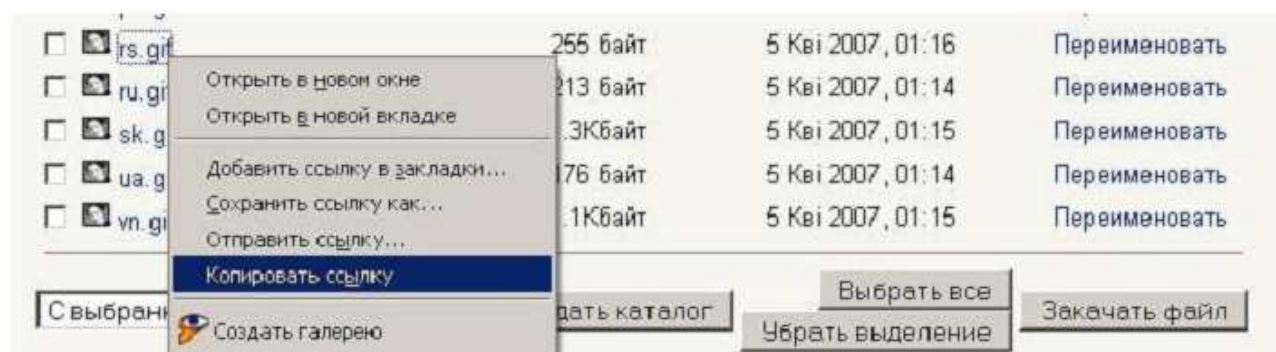 rs.gif 255 байт 5 Кві 2007, 01:16 Переименовать
ru.gif 213 байт 5 Кві 2007, 01:14 Переименовать
sk.g .3Кбайт 5 Кві 2007, 01:15 Переименовать
ua.g 176 байт 5 Кві 2007, 01:14 Переименовать
vn.gi .1Кбайт 5 Кві 2007, 01:15 Переименовать
Открыть в новом окне
Открыть в новой вкладке
Добавить ссылку в закладки...
Сохранить ссылку как...
Отправить ссылку...
Копировать ссылку
Создать галерею
С выбранн дать каталог Выбрать все Закачать файл
Убрать выделение